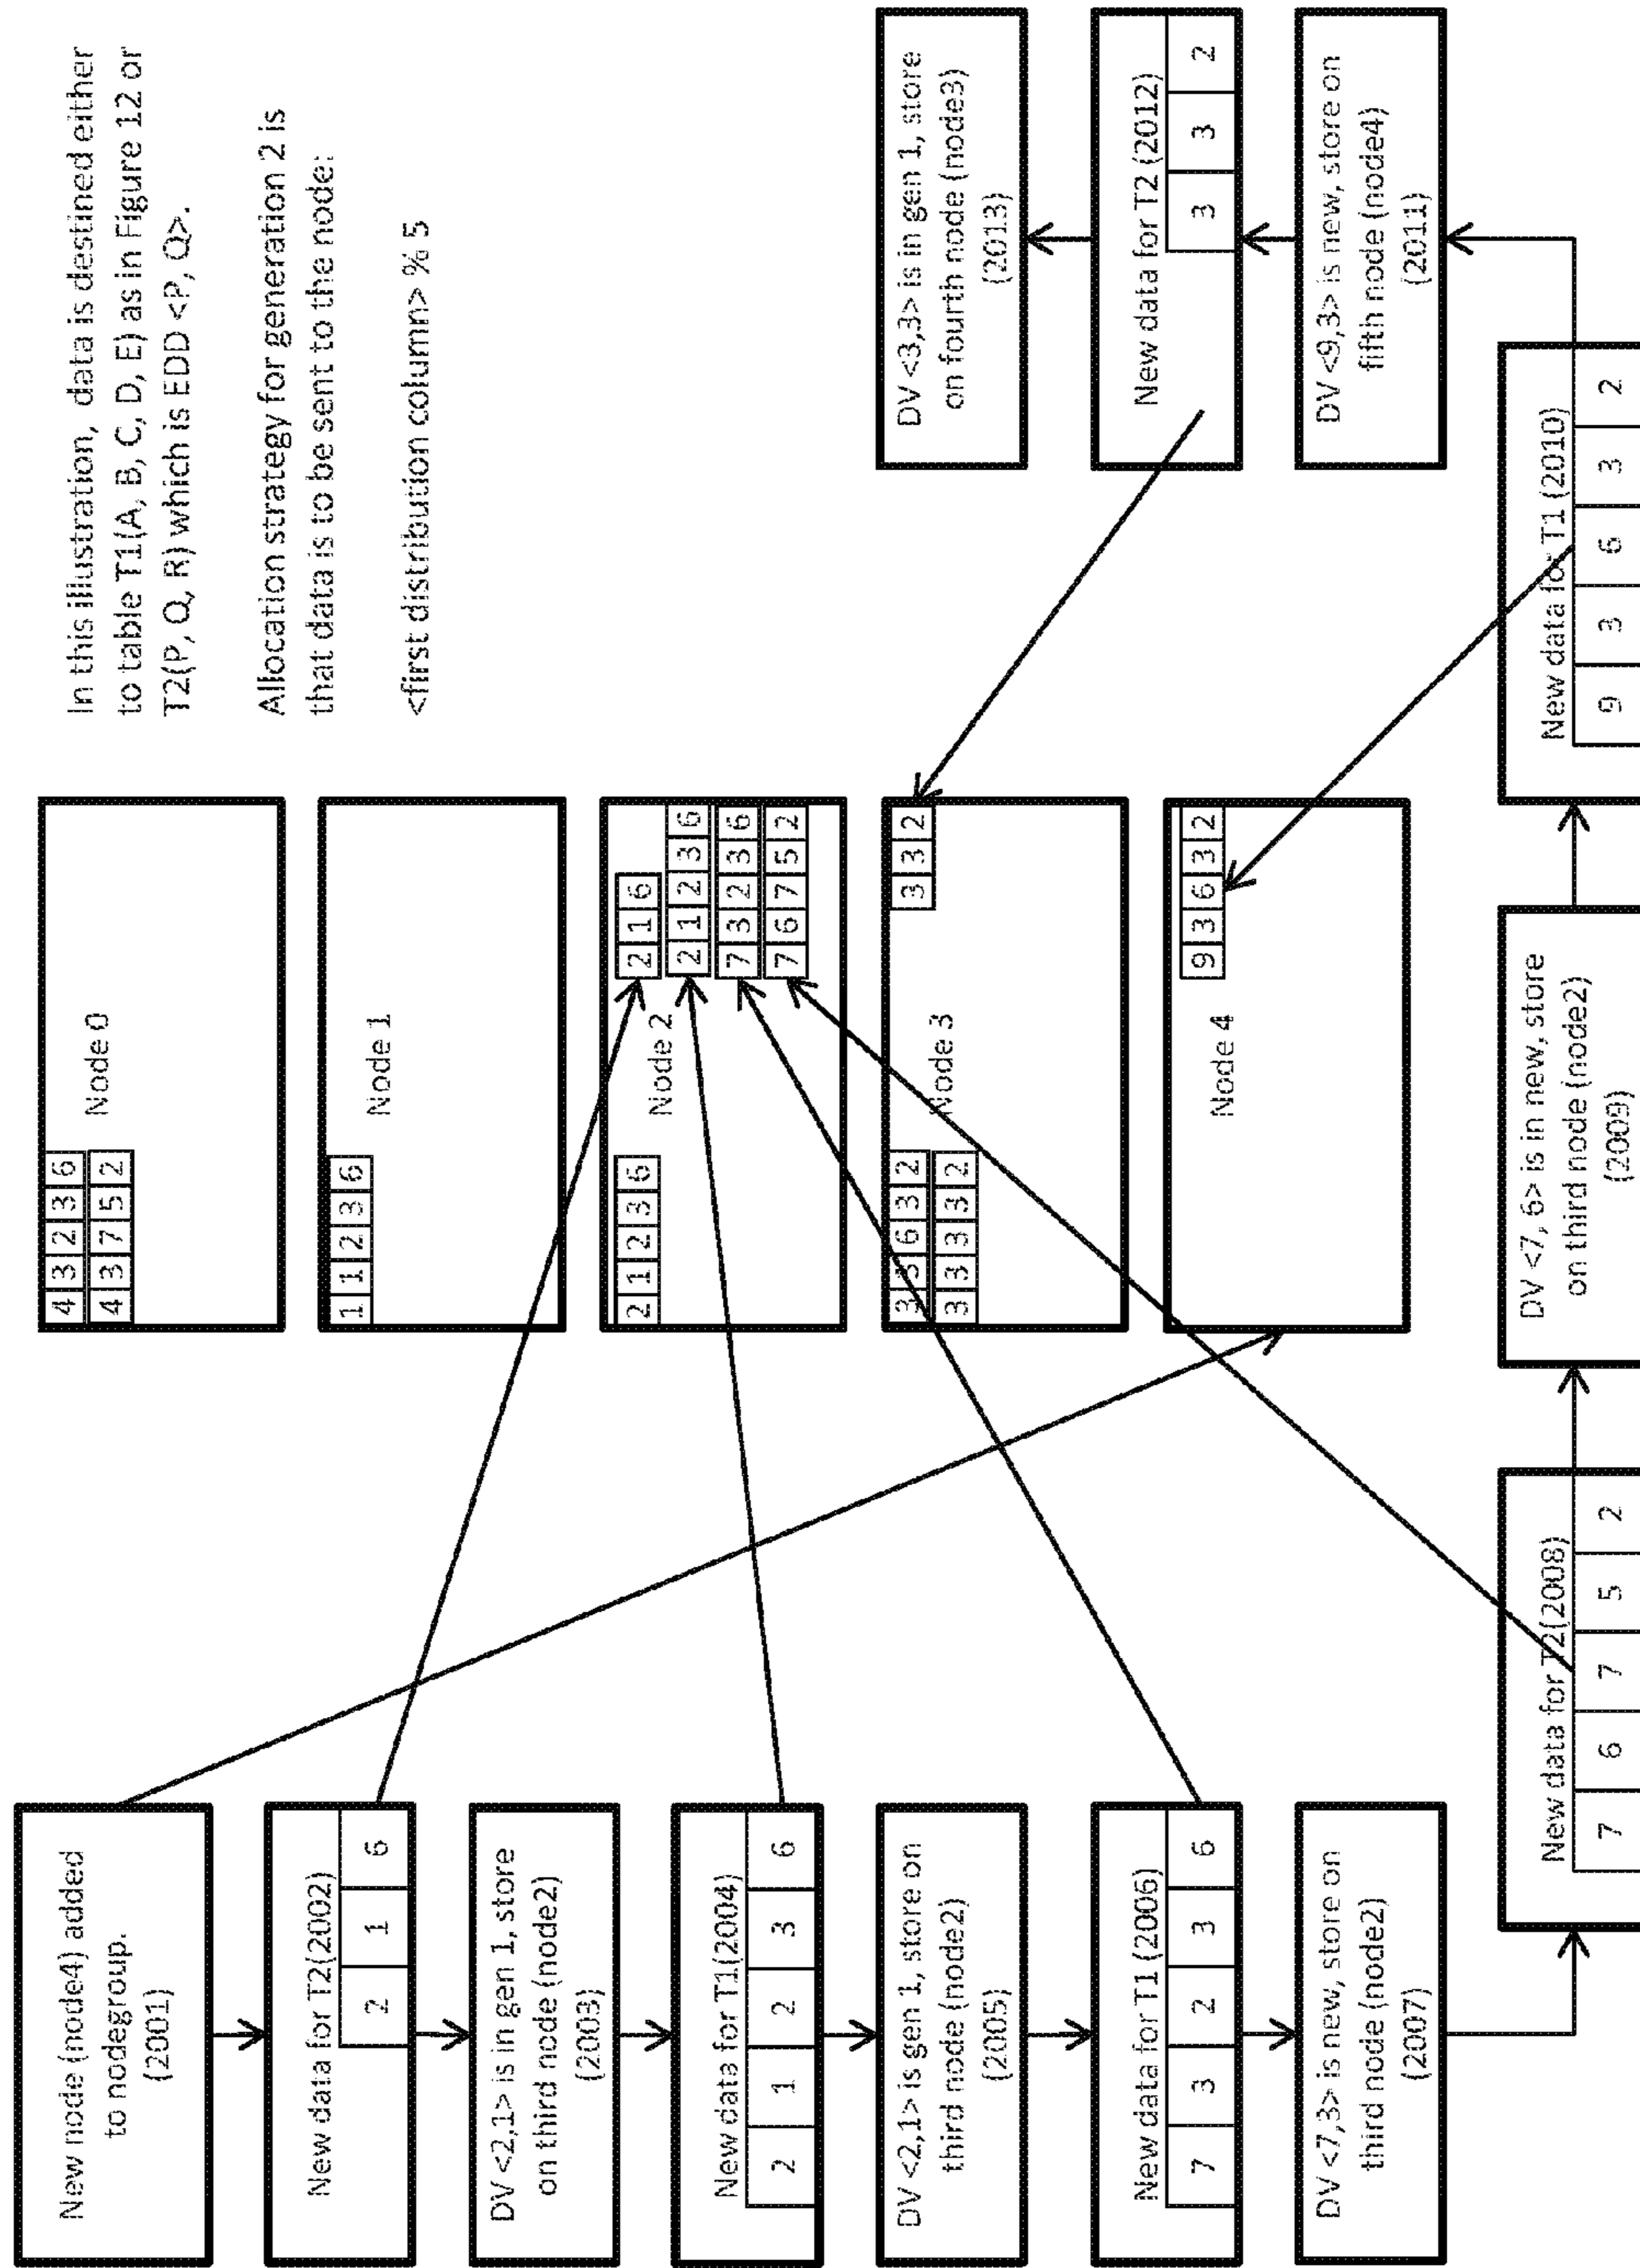 In this illustration, data is destined either
to table T1(A, B, C, D, E) as in Figure 12 or
T2(P, Q, R) which is EDD <P, Q>.
Allocation strategy for generation 2 is
that data is to be sent to the node:
<first distribution column> % 5
New node (node4) added
to nodegroup.
(2001)
New data for T2(2002)
2 1 6
DV <2,1> is in gen 1, store
on third node (node2)
(2003)
New data for T1(2004)
2 1 2 3 6
DV <2,1> is gen 1, store on
third node (node2)
(2005)
New data for T1 (2006)
7 3 2 3 6
DV <7,3> is new, store on
third node (node2)
(2007)
New data for T2(2008)
7 6 7 5 2
DV <7, 6> is in new, store
on third node (node2)
(2009)
New data for T1 (2010)
9 3 6 3 2
DV <9,3> is new, store on
fifth node (node4)
(2011)
New data for T2 (2012)
3 3 2
DV <3,3> is in gen 1, store
on fourth node (node3)
(2013)
4 3 2 3 6
4 3 7 5 2
Node 0
1 1 2 3 6
Node 1
2 1 2 3 6
Node 2
2 1 6
2 1 2 3 6
7 3 2 3 6
7 6 7 5 2
3 3 6 3 2
3 3 3 3 2
Node 3
3 3 2
Node 4
9 3 6 3 2